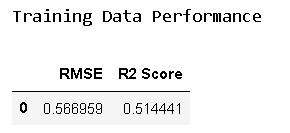 Training Data Performance
RMSE R2 Score
0 0.566959 0.514441